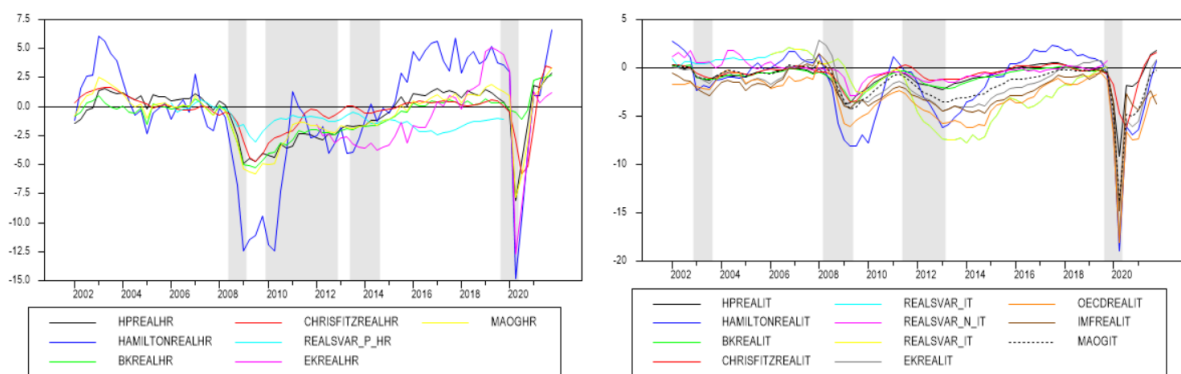 7.5
5.0
2.5
0.0
-2.5
-5.0
-7.5
-10.0
-12.5
-15.0
2002 2004 2006 2008 2010 2012 2014 2016 2018 2020
HPREALHR CHRISFITZREALHR MAOGHR
HAMILTONREALHR REALSVAR_P_HR
BKREALHR EKREALHR
5
0
-5
-10
-15
-20
2002 2004 2006 2008 2010 2012 2014 2016 2018 2020
HPREALIT REALSVAR_IT OECDREALIT
HAMILTONREALIT REALSVAR_N_IT IMFREALIT
BKREALIT REALSVAR_IT MAOGIT
CHRISFITZREALIT EKREALIT